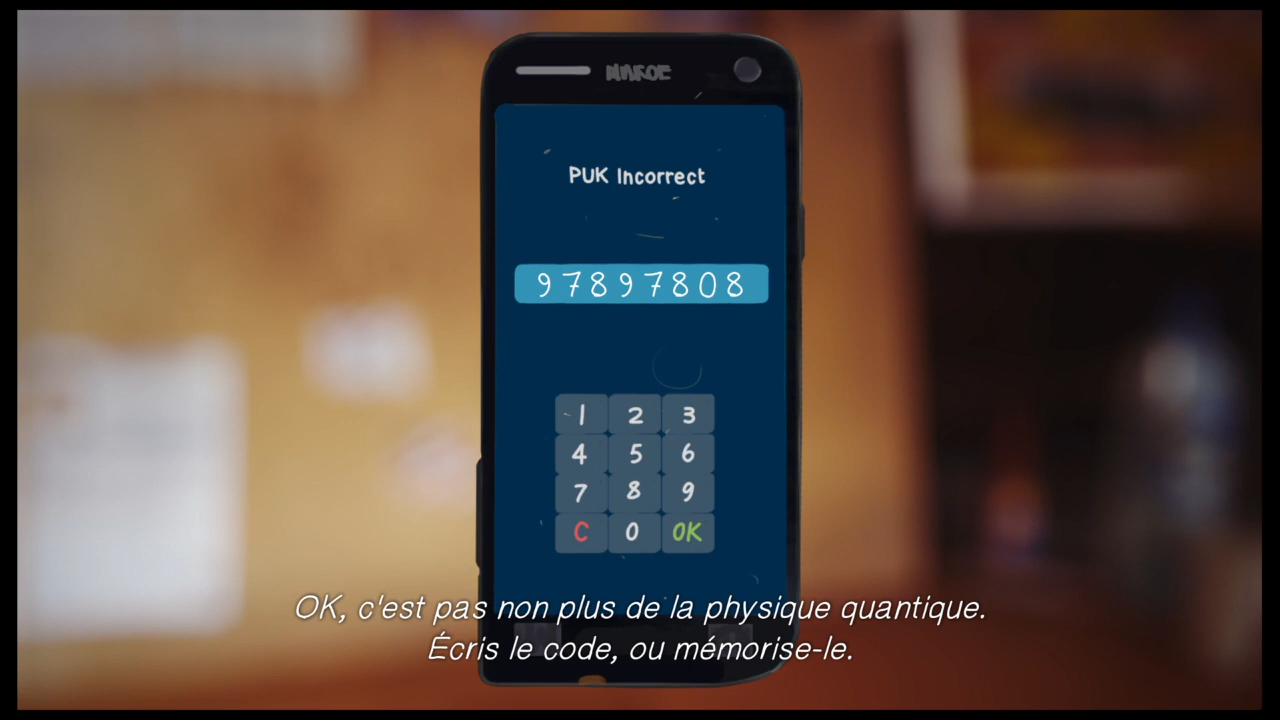 PUK Incorrect
97897808
1 2 3
4 5 6
7 8 9
C 0 OK
OK, c'est pas non plus de la physique quantique.
Écris le code, ou mémorise-le.